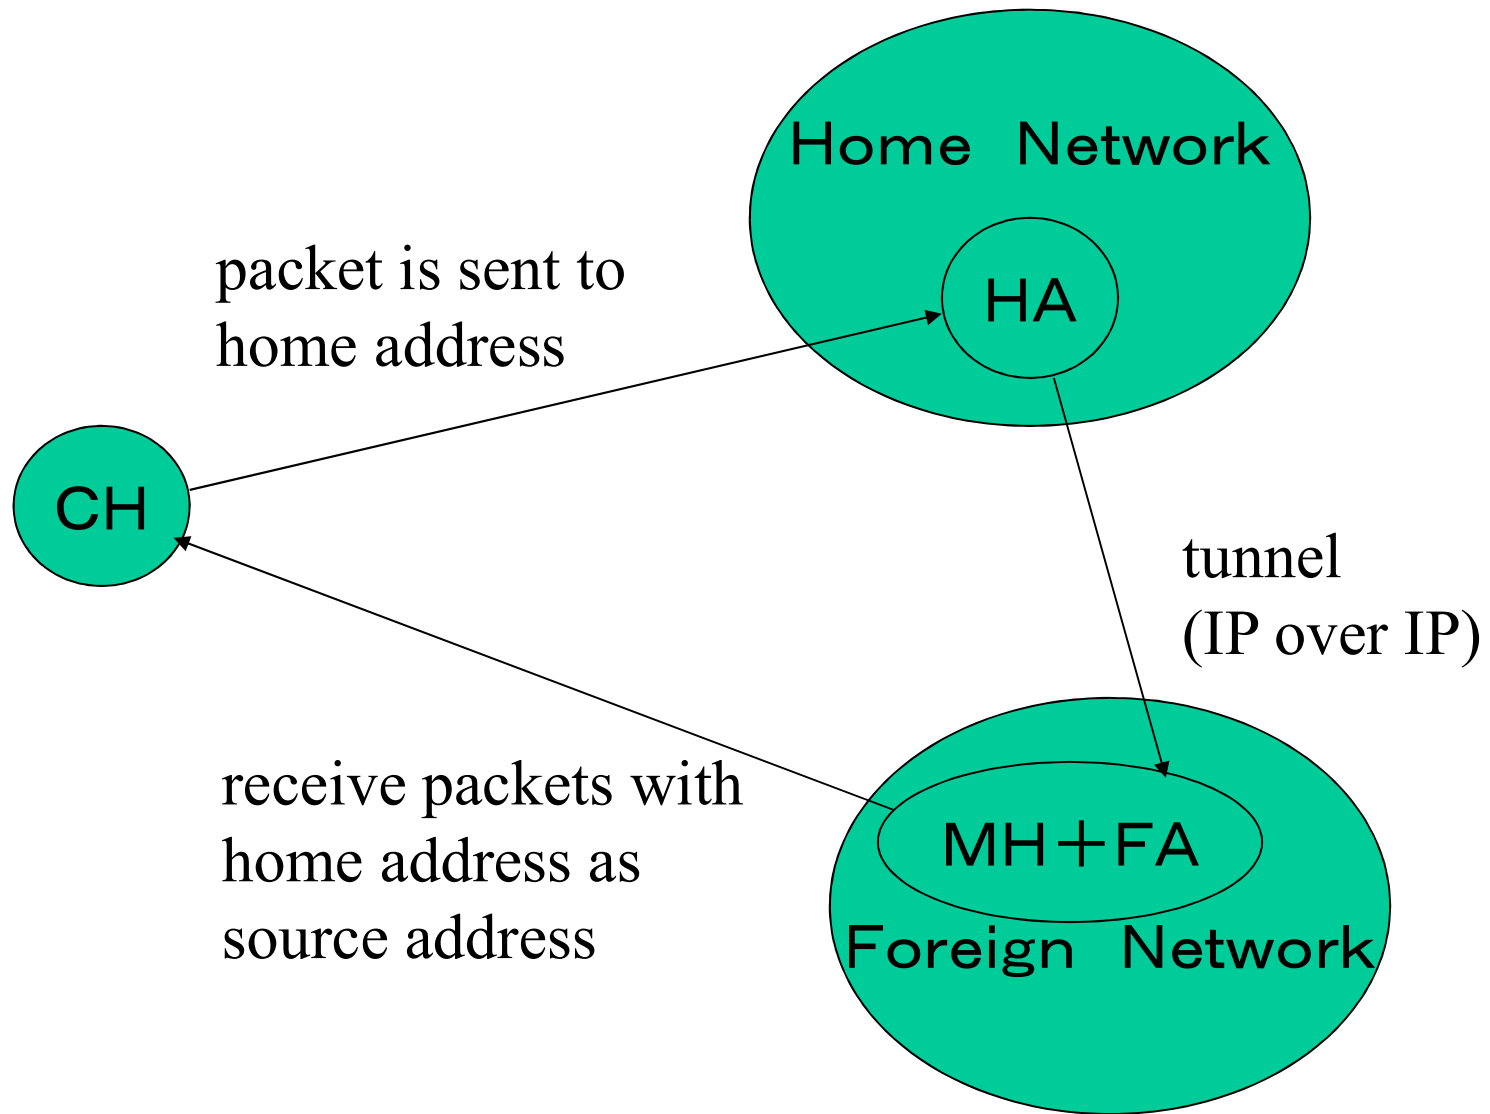 Home Network
HA
packet is sent to
home address
CH
tunnel
(IP over IP)
receive packets with
home address as
source address
MH+FA
Foreign Network